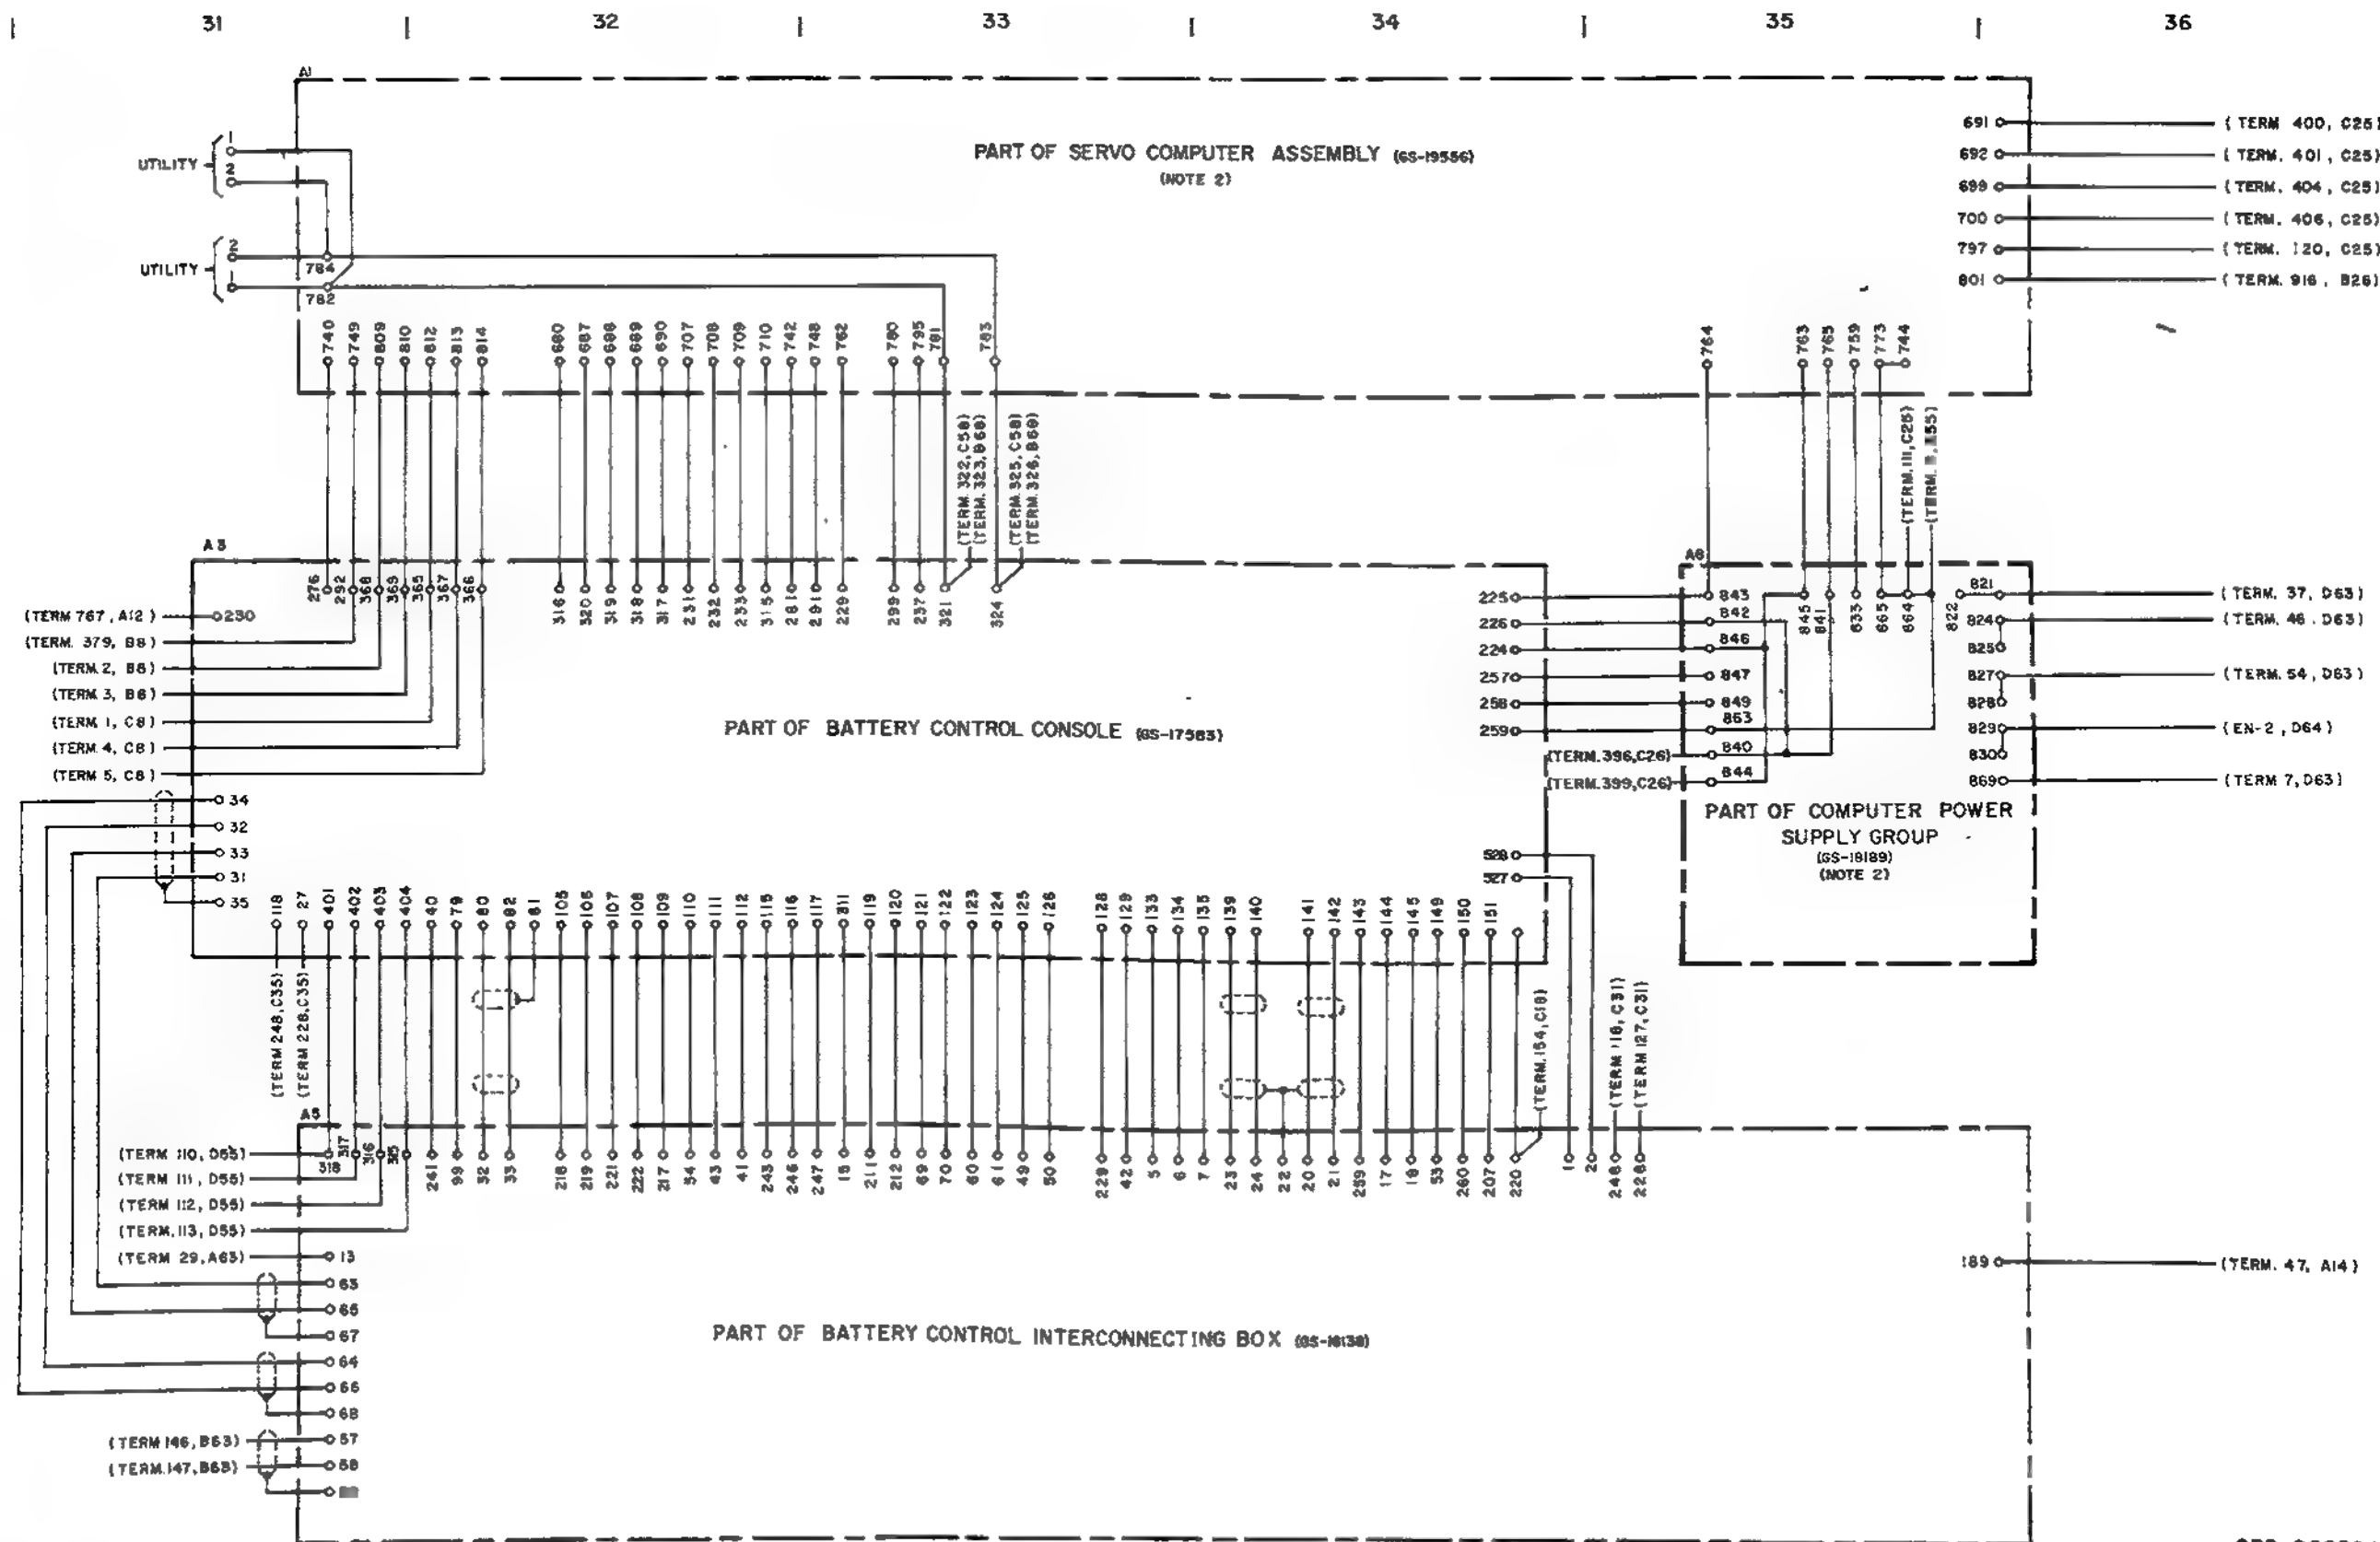 31 32 33 34 35 36
A1
PART OF SERVO COMPUTER ASSEMBLY (GS-19556)
(NOTE 2)
UTILITY 1 2
UTILITY 2 1
784
782
691 (TERM 400, C25)
692 (TERM. 401, C25)
699 (TERM. 404, C25)
700 (TERM. 406, C25)
797 (TERM. 120, C25)
801 (TERM. 916, B26)
740 749 809 810 812 813 814 680 687 688 689 690 707 708 709 710 742 748 762 780 795 781 783 764 763 765 759 773 744
(TERM. 322, C58)
(TERM. 323, B68)
(TERM. 325, C58)
(TERM. 326, B68)
(TERM. 111, C25)
A3
276 292 368 369 365 367 366 316 320 319 318 317 231 232 233 315 281 291 229 299 237 321 324
(TERM 767, A12) 230
(TERM. 379, B8)
(TERM. 2, B8)
(TERM. 3, B8)
(TERM 1, C8)
(TERM 4, C8)
(TERM 5, C8)
34
32
33
31
35
PART OF BATTERY CONTROL CONSOLE (GS-17583)
225
226
224
257
258
259
(TERM. 396, C26)
(TERM. 399, C26)
528
527
A6
843
842
846
847
849
863
840
844
845 841 833 865 864 822
821 (TERM. 37, D63)
824 (TERM. 46. D63)
825
827 (TERM. 54, D63)
828
829 (EN-2, D64)
830
869 (TERM 7, D63)
PART OF COMPUTER POWER
SUPPLY GROUP
(GS-18189)
(NOTE 2)
118 27 401 402 403 404 40 79 80 82 81 105 106 107 108 109 110 111 112 115 116 117 311 119 120 121 122 123 124 125 126 128 129 133 134 135 139 140 141 142 143 144 145 149 150 151
(TERM 248, C35)
(TERM 228, C35)
(TERM. 154, C18)
(TERM 118, C31)
(TERM 127, C31)
A5
318 317 316 315 241 99 32 33 218 219 221 222 217 54 43 41 243 246 247 15 211 212 69 70 60 61 49 50 229 42 5 6 7 23 24 22 20 21 259 17 18 53 260 207 220 1 2 248 228
(TERM 110, D55)
(TERM 111, D55)
(TERM 112, D55)
(TERM. 113, D55)
(TERM 29, A63) 13
63
65
67
64
66
68
(TERM 146, B63) 57
(TERM. 147, B63) 58
PART OF BATTERY CONTROL INTERCONNECTING BOX (GS-18138)
189 (TERM. 47, A14)